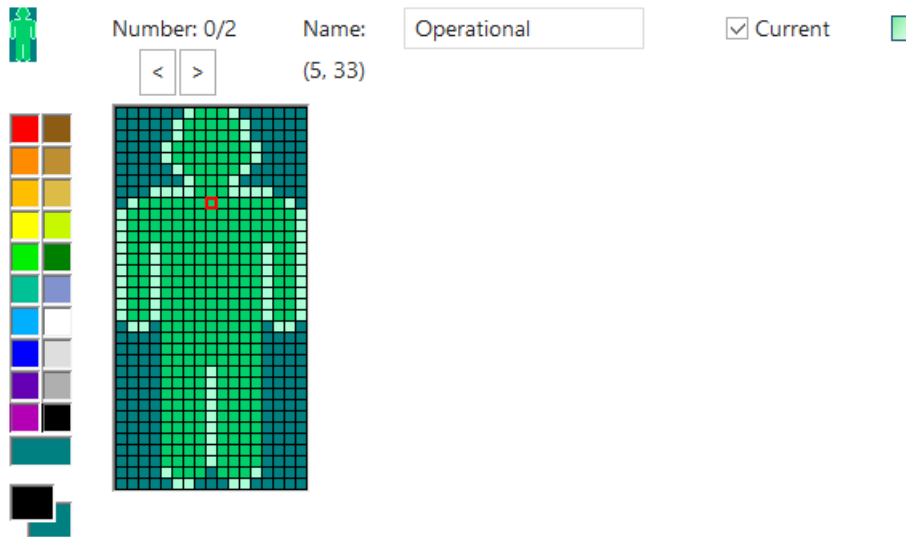 Number: 0/2 Name: Operational Current
< > (5, 33)